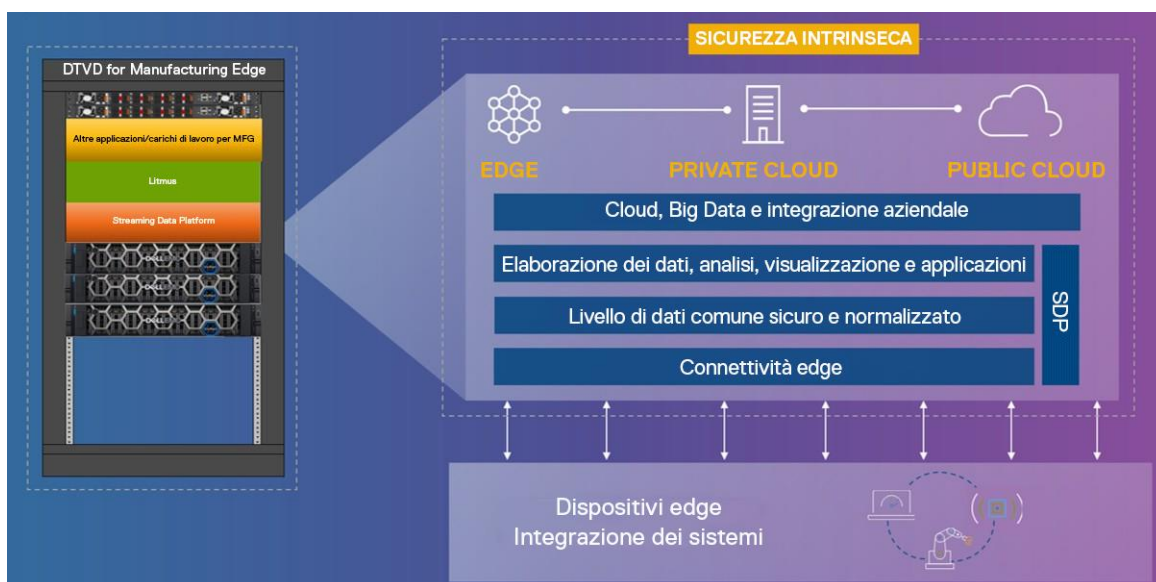 DTVD for Manufacturing Edge
Altre applicazioni/carichi di lavoro per MFG
Litmus
Streaming Data Platform
SICUREZZA INTRINSECA
EDGE
PRIVATE CLOUD
PUBLIC CLOUD
Cloud, Big Data e integrazione aziendale
Elaborazione dei dati, analisi, visualizzazione e applicazioni
Livello di dati comune sicuro e normalizzato
Connettività edge
SDP
Dispositivi edge
Integrazione dei sistemi